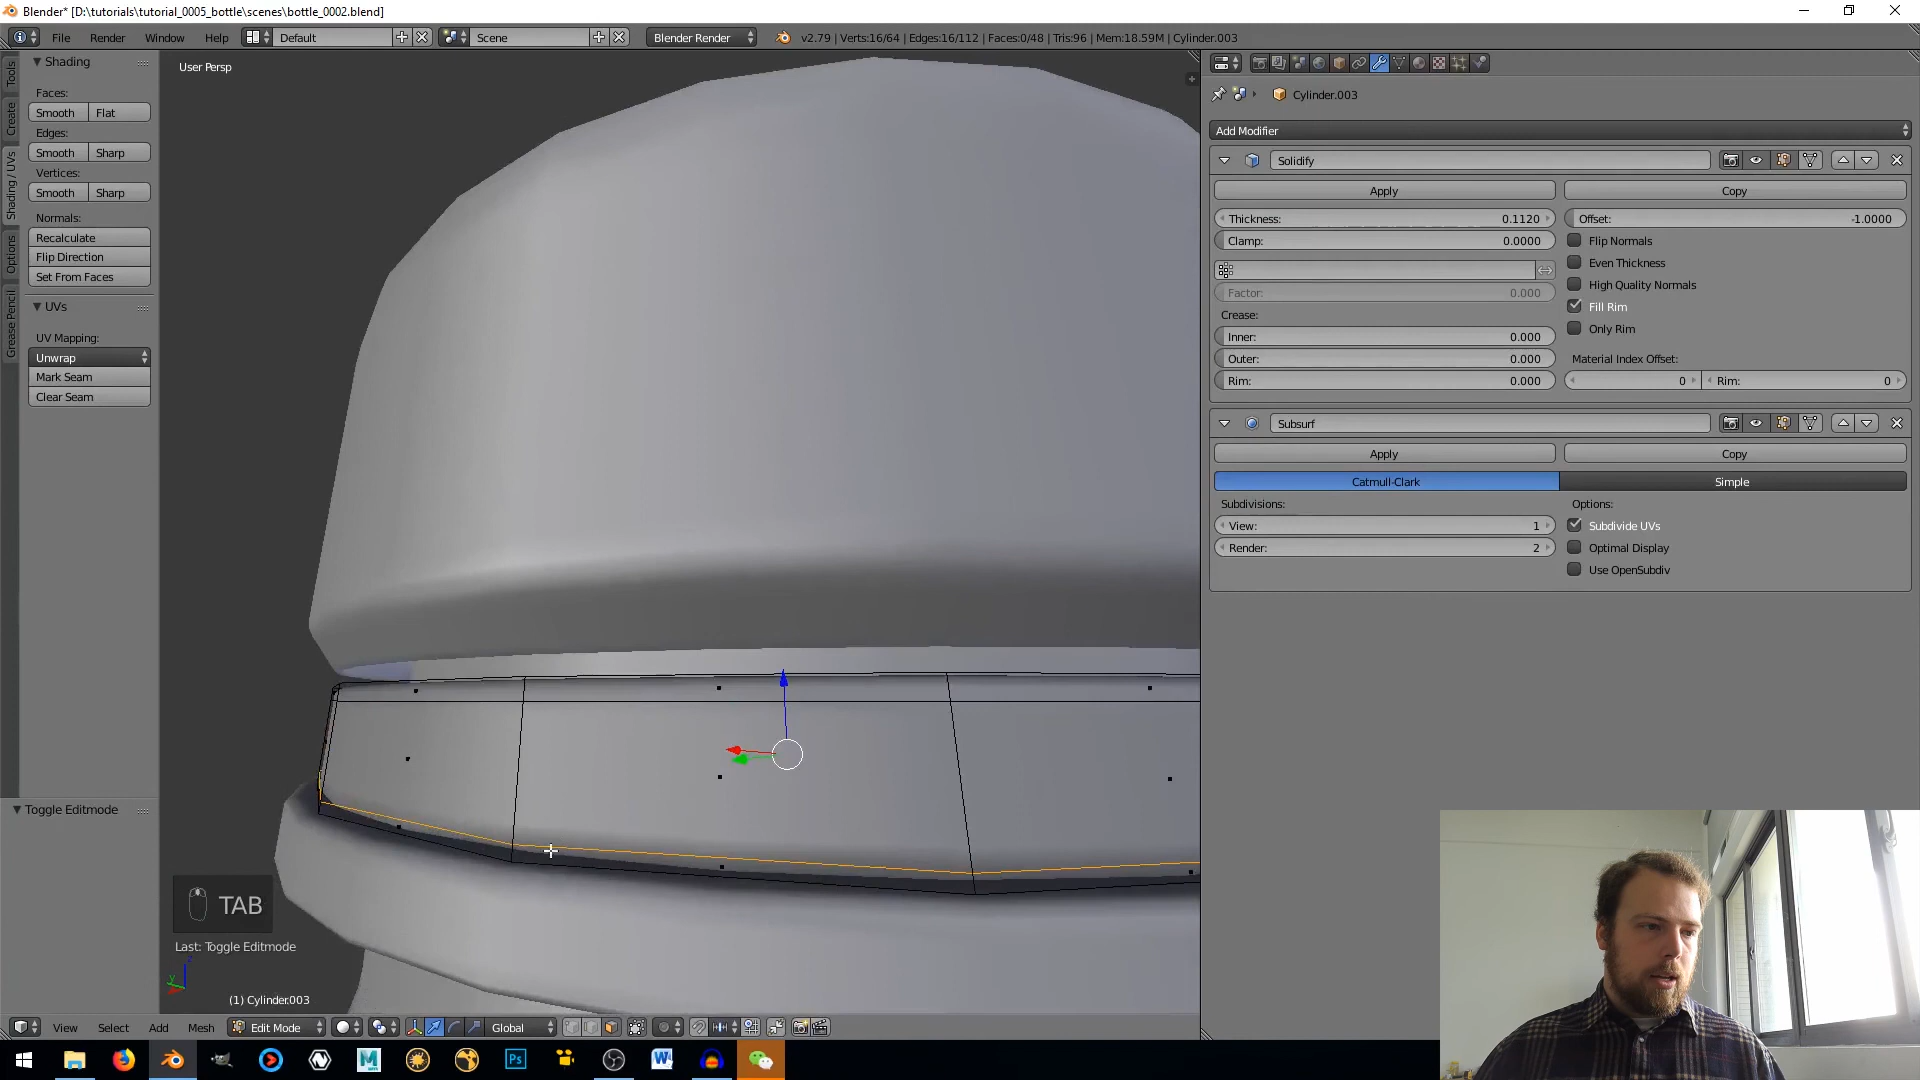 Blender* [D:\tutorials\tutorial_0005_bottle\scenes\bottle_0002.blend]
File Render Window Help Default Scene Blender Render v2.79 | Verts:16/64 | Edges:16/112 | Faces:0/48 | Tris:96 | Mem:18.59M | Cylinder.003
Tools
Create
Shading / UVs
Options
Grease Pencil
Shading
Faces:
Smooth Flat
Edges:
Smooth Sharp
Vertices:
Smooth Sharp
Normals:
Recalculate
Flip Direction
Set From Faces
UVs
UV Mapping:
Unwrap
Mark Seam
Clear Seam
Toggle Editmode
User Persp
TAB
Last: Toggle Editmode
(1) Cylinder.003
View Select Add Mesh Edit Mode Global
Cylinder.003
Add Modifier
Solidify
Apply Copy
Thickness: 0.1120 Offset: -1.0000
Clamp: 0.0000 Flip Normals
Even Thickness
Factor: 0.000 High Quality Normals
Crease: Fill Rim
Inner: 0.000 Only Rim
Outer: 0.000 Material Index Offset:
Rim: 0.000 0 Rim: 0
Subsurf
Apply Copy
Catmull-Clark Simple
Subdivisions: Options:
View: 1 Subdivide UVs
Render: 2 Optimal Display
Use OpenSubdiv